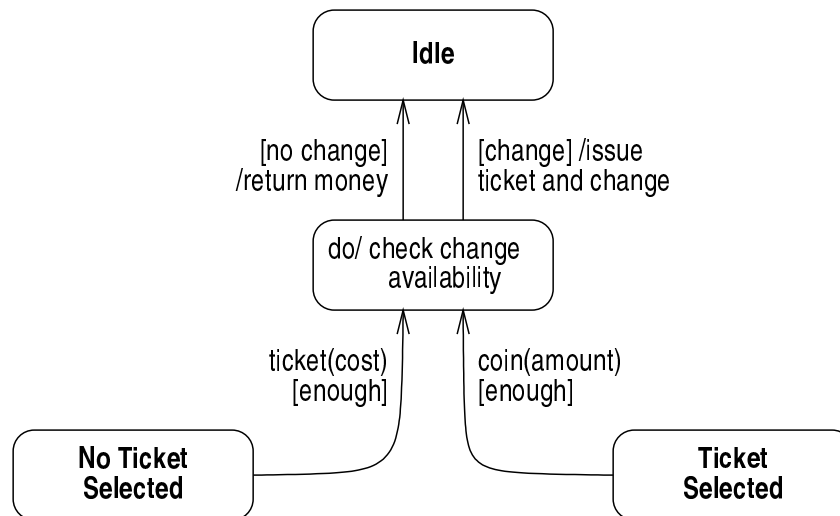 Idle
[no change]
/return money
[change] /issue
ticket and change
do/ check change
availability
ticket(cost)
[enough]
coin(amount)
[enough]
No Ticket
Selected
Ticket
Selected